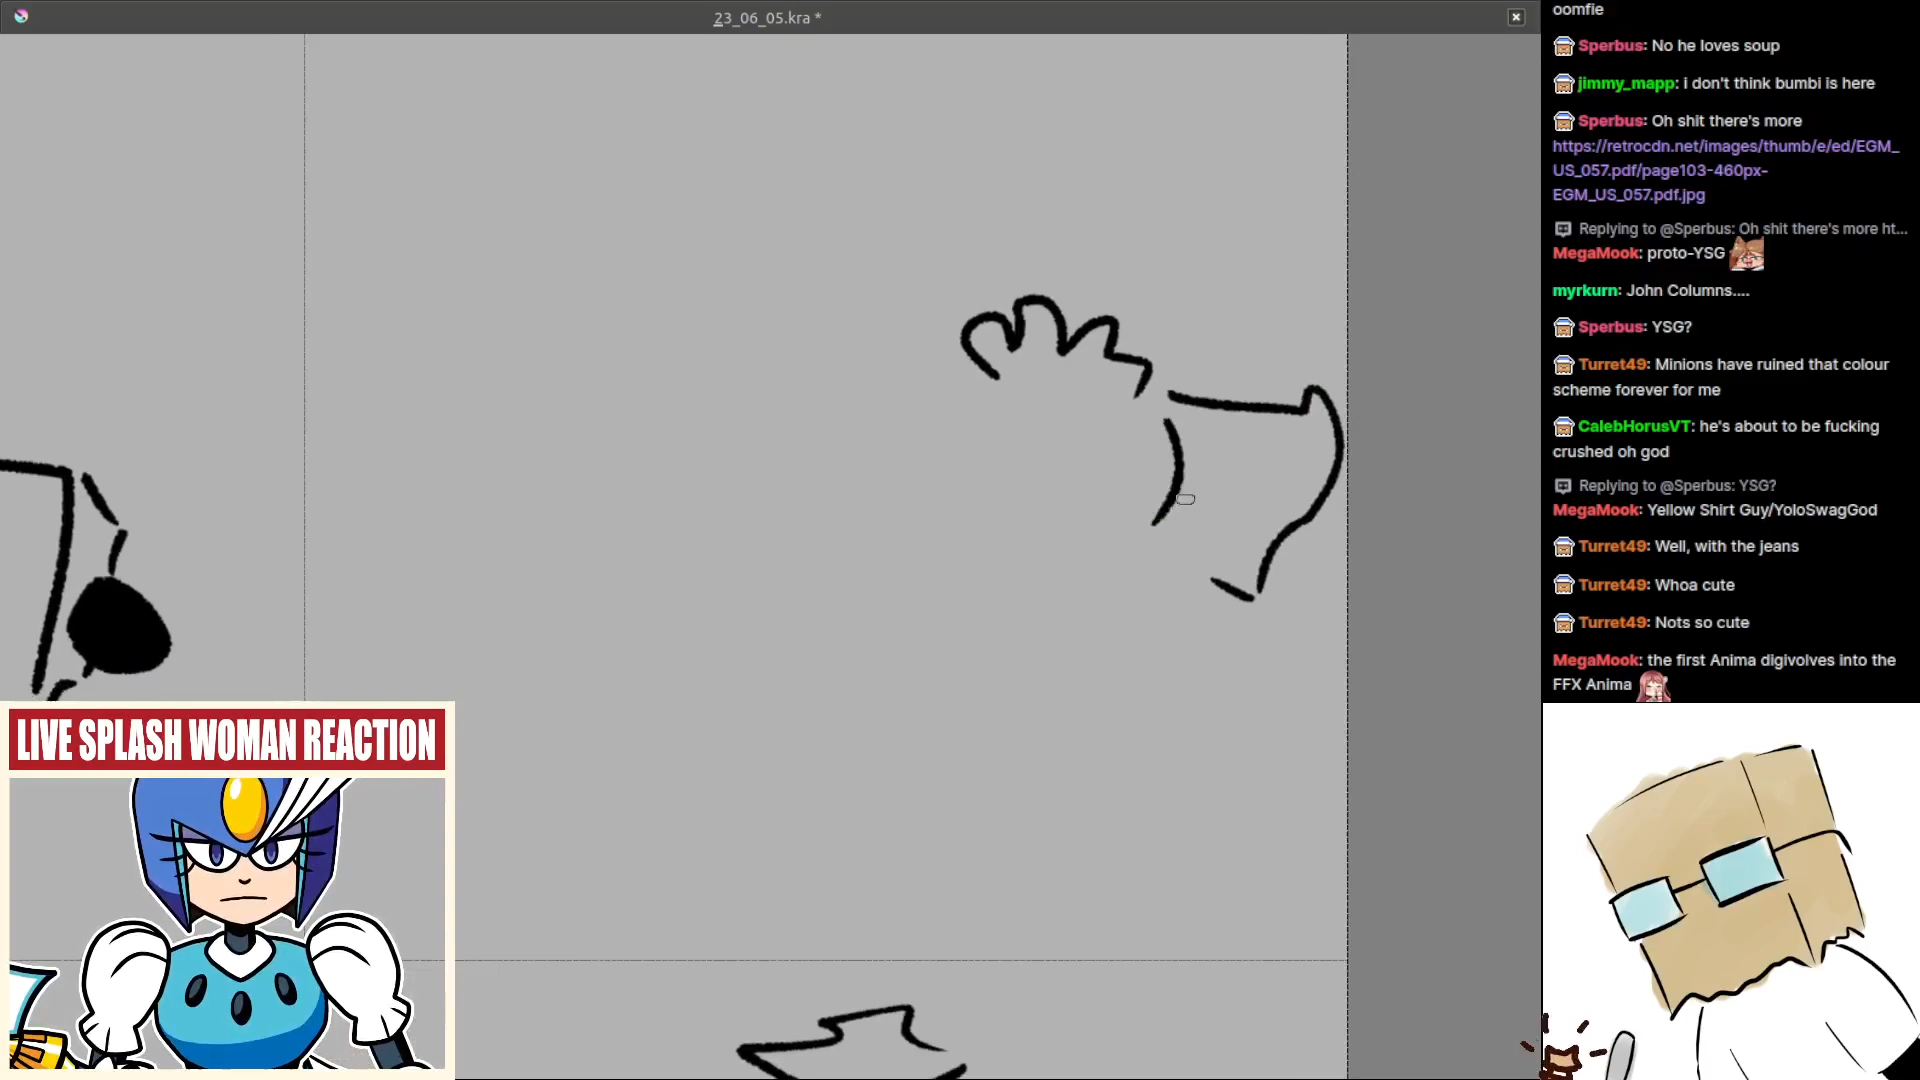 23_06_05.kra *
oomfie
Sperbus: No he loves soup
jimmy_mapp: i don't think bumbi is here
Sperbus: Oh shit there's more
https://retrocdn.net/images/thumb/e/ed/EGM_
US_057.pdf/page103-460px-
EGM_US_057.pdf.jpg
Replying to @Sperbus: Oh shit there's more ht...
MegaMook: proto-YSG
myrkurn: John Columns....
Sperbus: YSG?
Turret49: Minions have ruined that colour
scheme forever for me
CalebHorusVT: he's about to be fucking
crushed oh god
Replying to @Sperbus: YSG?
MegaMook: Yellow Shirt Guy/YoloSwagGod
Turret49: Well, with the jeans
Turret49: Whoa cute
Turret49: Nots so cute
MegaMook: the first Anima digivolves into the
FFX Anima
LIVE SPLASH WOMAN REACTION